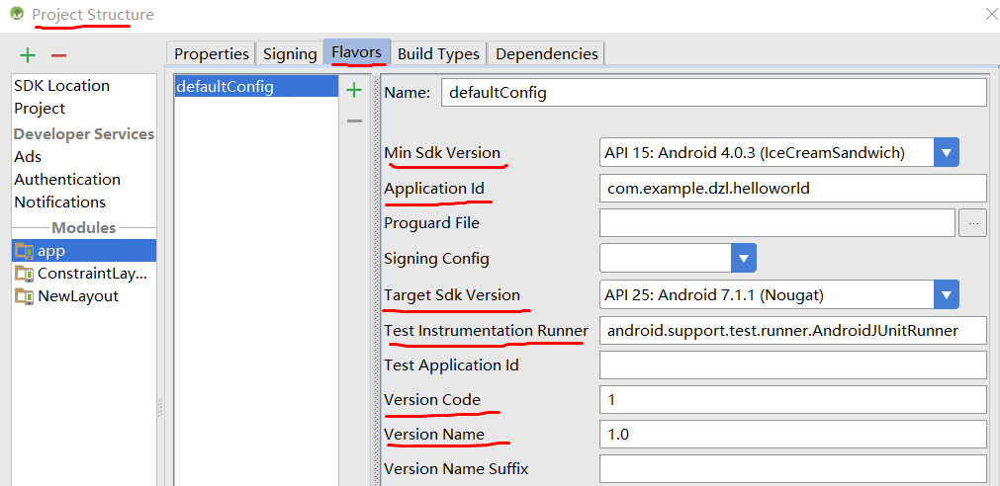 Project Structure
Properties Signing Flavors Build Types Dependencies
SDK Location
Project
Developer Services
Ads
Authentication
Notifications
Modules
app
ConstraintLay...
NewLayout
defaultConfig
Name: defaultConfig
Min Sdk Version API 15: Android 4.0.3 (IceCreamSandwich)
Application Id com.example.dzl.helloworld
Proguard File ...
Signing Config
Target Sdk Version API 25: Android 7.1.1 (Nougat)
Test Instrumentation Runner android.support.test.runner.AndroidJUnitRunner
Test Application Id
Version Code 1
Version Name 1.0
Version Name Suffix